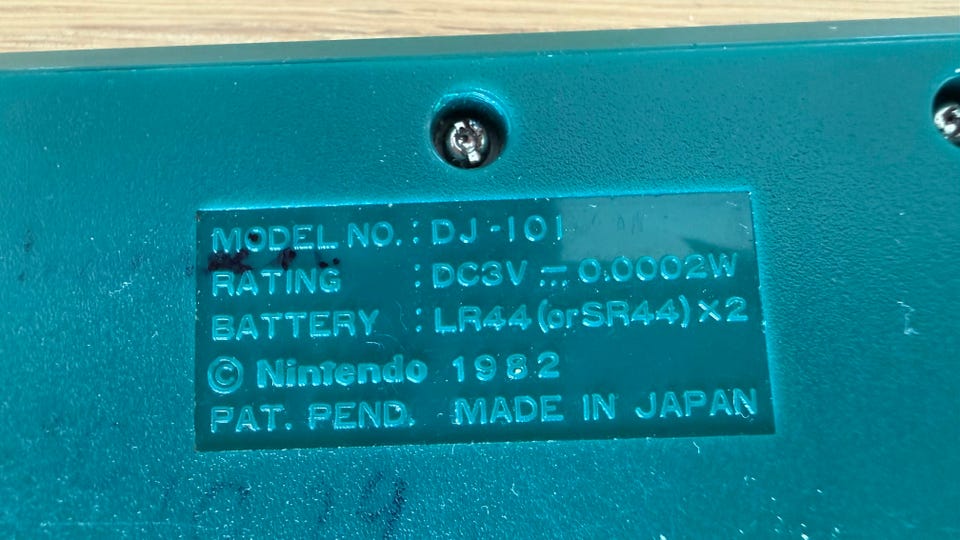 MODEL NO. : DJ-101
RATING : DC3V ⎓ 0.0002W
BATTERY : LR44 (or SR44) × 2
© Nintendo 1982
PAT. PEND. MADE IN JAPAN